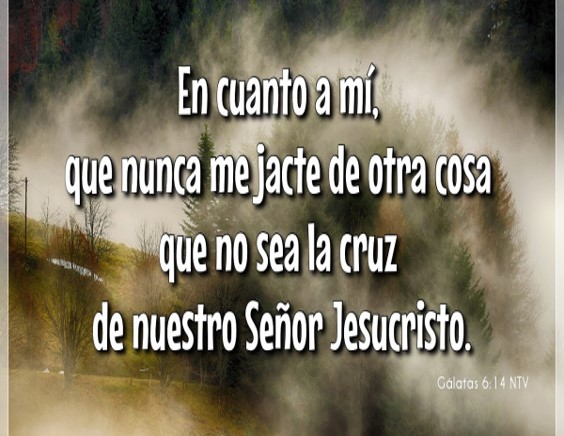 En cuanto a mí,
que nunca me jacte de otra cosa
que no sea la cruz
de nuestro Señor Jesucristo.
Gálatas 6:14 NTV